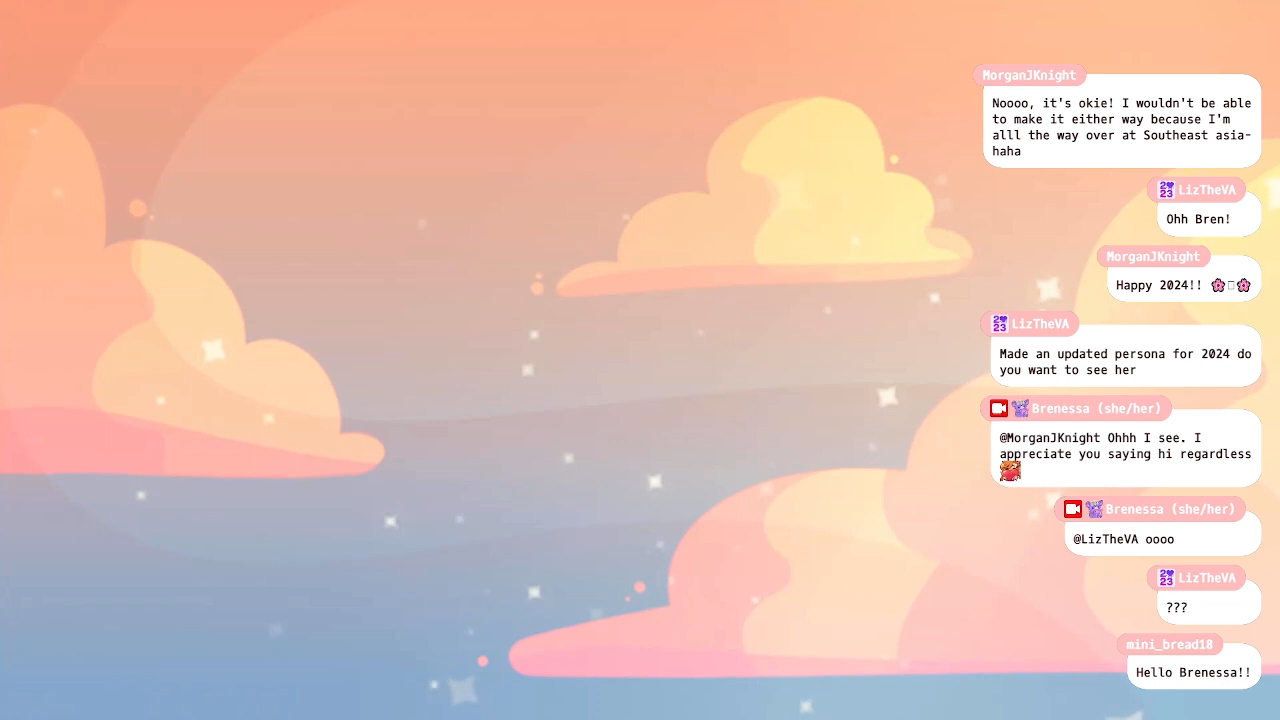 MorganJKnight
Noooo, it's okie! I wouldn't be able
to make it either way because I'm
alll the way over at Southeast asia-
haha
LizTheVA
Ohh Bren!
MorganJKnight
Happy 2024!! 🌸🌸
LizTheVA
Made an updated persona for 2024 do
you want to see her
Brenessa (she/her)
@MorganJKnight Ohhh I see. I
appreciate you saying hi regardless
Brenessa (she/her)
@LizTheVA oooo
LizTheVA
???
mini_bread18
Hello Brenessa!!